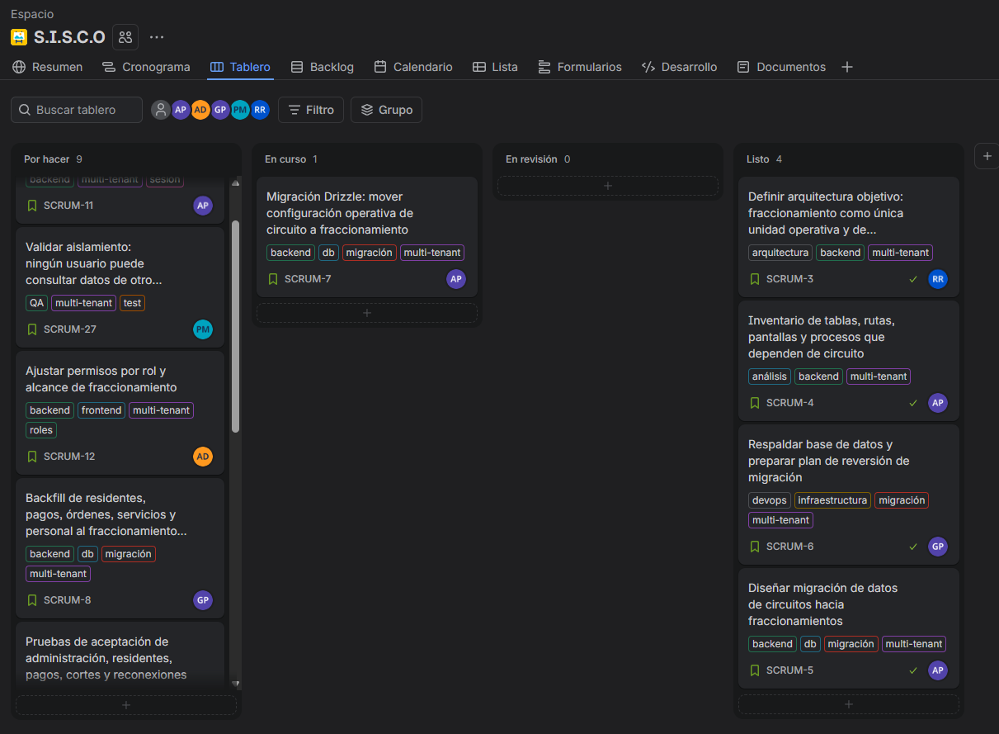 Espacio
S.I.S.C.O
Resumen
Cronograma
Tablero
Backlog
Calendario
Lista
Formularios
Desarrollo
Documentos
Buscar tablero
AP
AD
GP
PM
RR
Filtro
Grupo
Por hacer 9
backend multi-tenant sesión
SCRUM-11
AP
Validar aislamiento:
ningún usuario puede
consultar datos de otro...
QA multi-tenant test
SCRUM-27
PM
Ajustar permisos por rol y
alcance de fraccionamiento
backend frontend multi-tenant
roles
SCRUM-12
AD
Backfill de residentes,
pagos, órdenes, servicios y
personal al fraccionamiento...
backend db migración
multi-tenant
SCRUM-8
GP
Pruebas de aceptación de
administración, residentes,
pagos, cortes y reconexiones
En curso 1
Migración Drizzle: mover
configuración operativa de
circuito a fraccionamiento
backend db migración multi-tenant
SCRUM-7
AP
En revisión 0
Listo 4
Definir arquitectura objetivo:
fraccionamiento como única
unidad operativa y de...
arquitectura backend multi-tenant
SCRUM-3
RR
Inventario de tablas, rutas,
pantallas y procesos que
dependen de circuito
análisis backend multi-tenant
SCRUM-4
AP
Respaldar base de datos y
preparar plan de reversión de
migración
devops infraestructura migración
multi-tenant
SCRUM-6
GP
Diseñar migración de datos
de circuitos hacia
fraccionamientos
backend db migración multi-tenant
SCRUM-5
AP